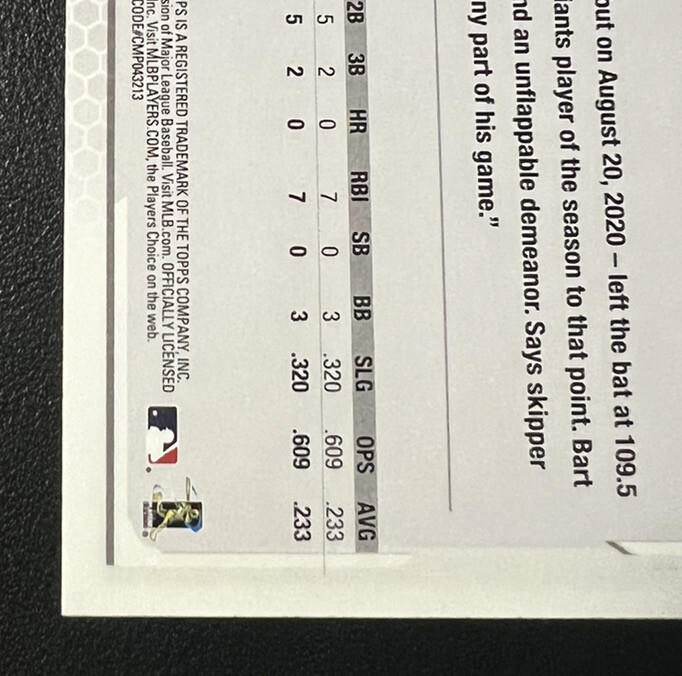 out on August 20, 2020 – left the bat at 109.5
iants player of the season to that point. Bart
nd an unflappable demeanor. Says skipper
ny part of his game."
2B 3B HR RBI SB BB SLG OPS AVG
5 2 0 7 0 3 .320 .609 .233
5 2 0 7 0 3 .320 .609 .233
PS IS A REGISTERED TRADEMARK OF THE TOPPS COMPANY, INC.
sion of Major League Baseball. Visit MLB.com. OFFICIALLY LICENSED
nc. Visit MLBPLAYERS.COM, the Players Choice on the web.
CODE#CMP043213